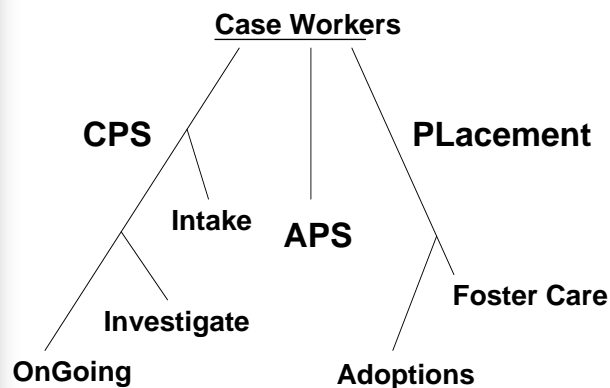 Case Workers
CPS
PLacement
Intake
APS
Foster Care
Investigate
OnGoing
Adoptions